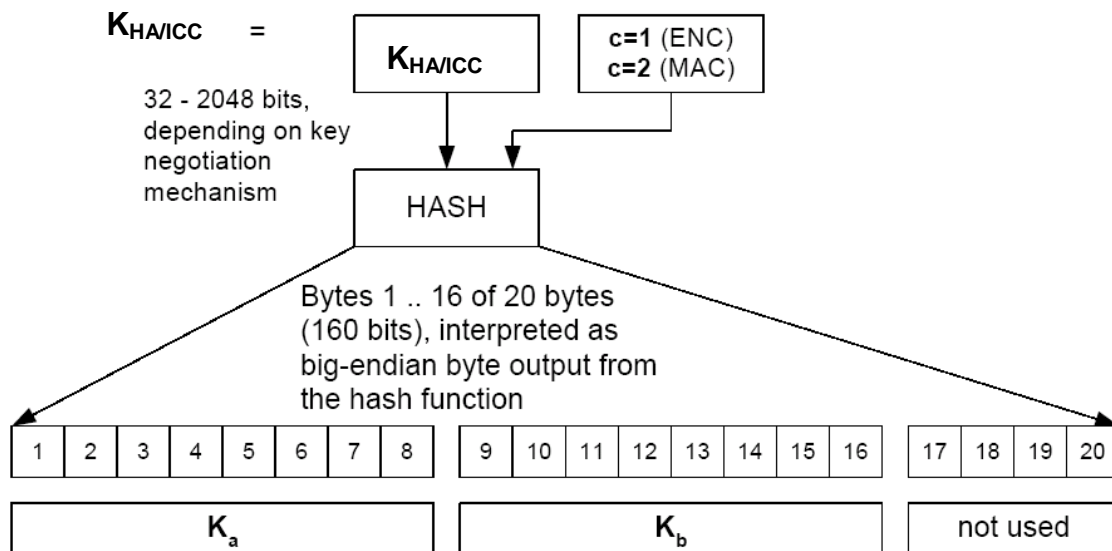 K_HA/ICC =
K_HA/ICC
c=1 (ENC)
c=2 (MAC)
32 - 2048 bits,
depending on key
negotiation
mechanism
HASH
Bytes 1 .. 16 of 20 bytes
(160 bits), interpreted as
big-endian byte output from
the hash function
1 2 3 4 5 6 7 8 9 10 11 12 13 14 15 16 17 18 19 20
K_a K_b not used